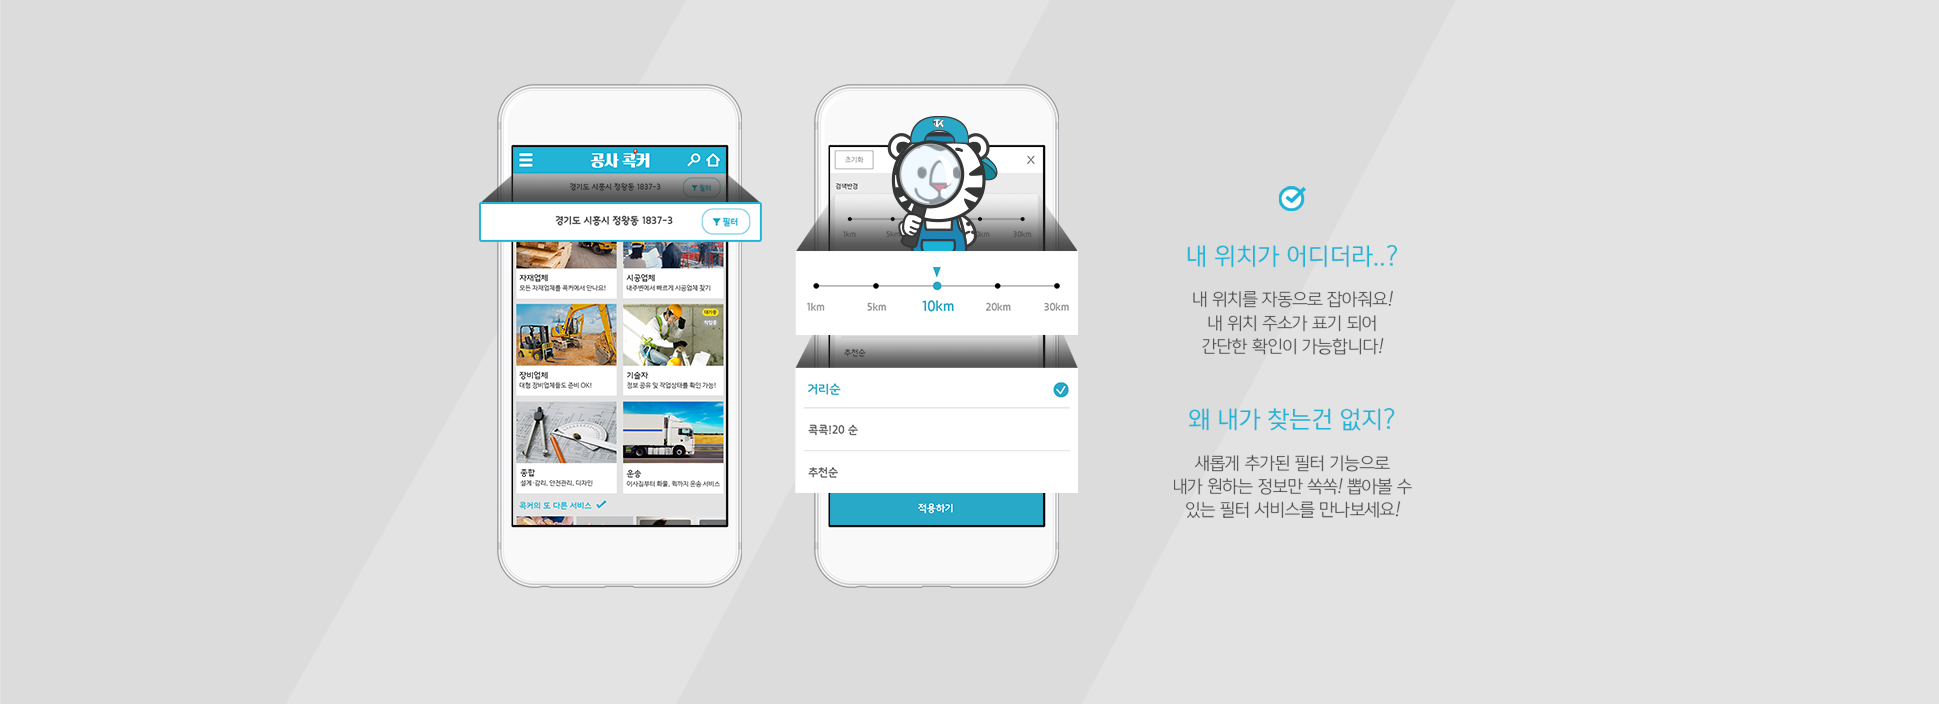 공사 콕커
경기도 시흥시 정왕동 1837-3
필터
경기도 시흥시 정왕동 1837-3
필터
자재업체
모든 자재업체를 콕커에서 만나요!
시공업체
내주변에서 빠르게 시공업체 찾기
장비업체
대형 장비업체들도 준비 OK!
대기중
작업중
기술자
정보 공유 및 작업상태를 확인 가능!
종합
설계·감리, 안전관리, 디자인
운송
이사짐부터 화물, 퀵까지 운송 서비스
콕커의 또 다른 서비스
초기화
X
검색반경
1km
30km
1km
5km
10km
20km
30km
추천순
거리순
콕콕!20 순
추천순
적용하기
내 위치가 어디더라..?
내 위치를 자동으로 잡아줘요!
내 위치 주소가 표기 되어
간단한 확인이 가능합니다!
왜 내가 찾는건 없지?
새롭게 추가된 필터 기능으로
내가 원하는 정보만 쏙쏙! 뽑아볼 수
있는 필터 서비스를 만나보세요!